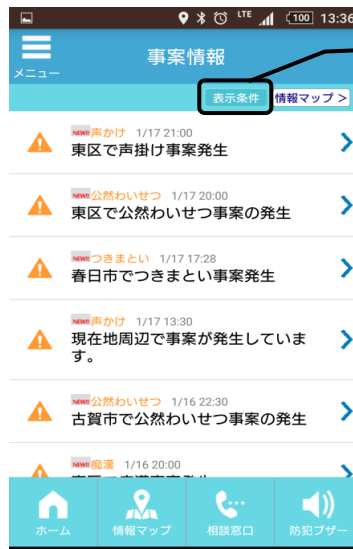 LTE 100 13:36
メニュー
事案情報
表示条件 情報マップ >
NEW!! 声かけ 1/17 21:00
東区で声掛け事案発生
NEW!! 公然わいせつ 1/17 20:00
東区で公然わいせつ事案の発生
NEW!! つきまとい 1/17 17:28
春日市でつきまとい事案発生
NEW!! 声かけ 1/17 13:30
現在地周辺で事案が発生していま
す。
NEW!! 公然わいせつ 1/16 22:30
古賀市で公然わいせつ事案の発生
NEW!! 痴漢 1/16 20:00
ホーム 情報マップ 相談窓口 防犯ブザー